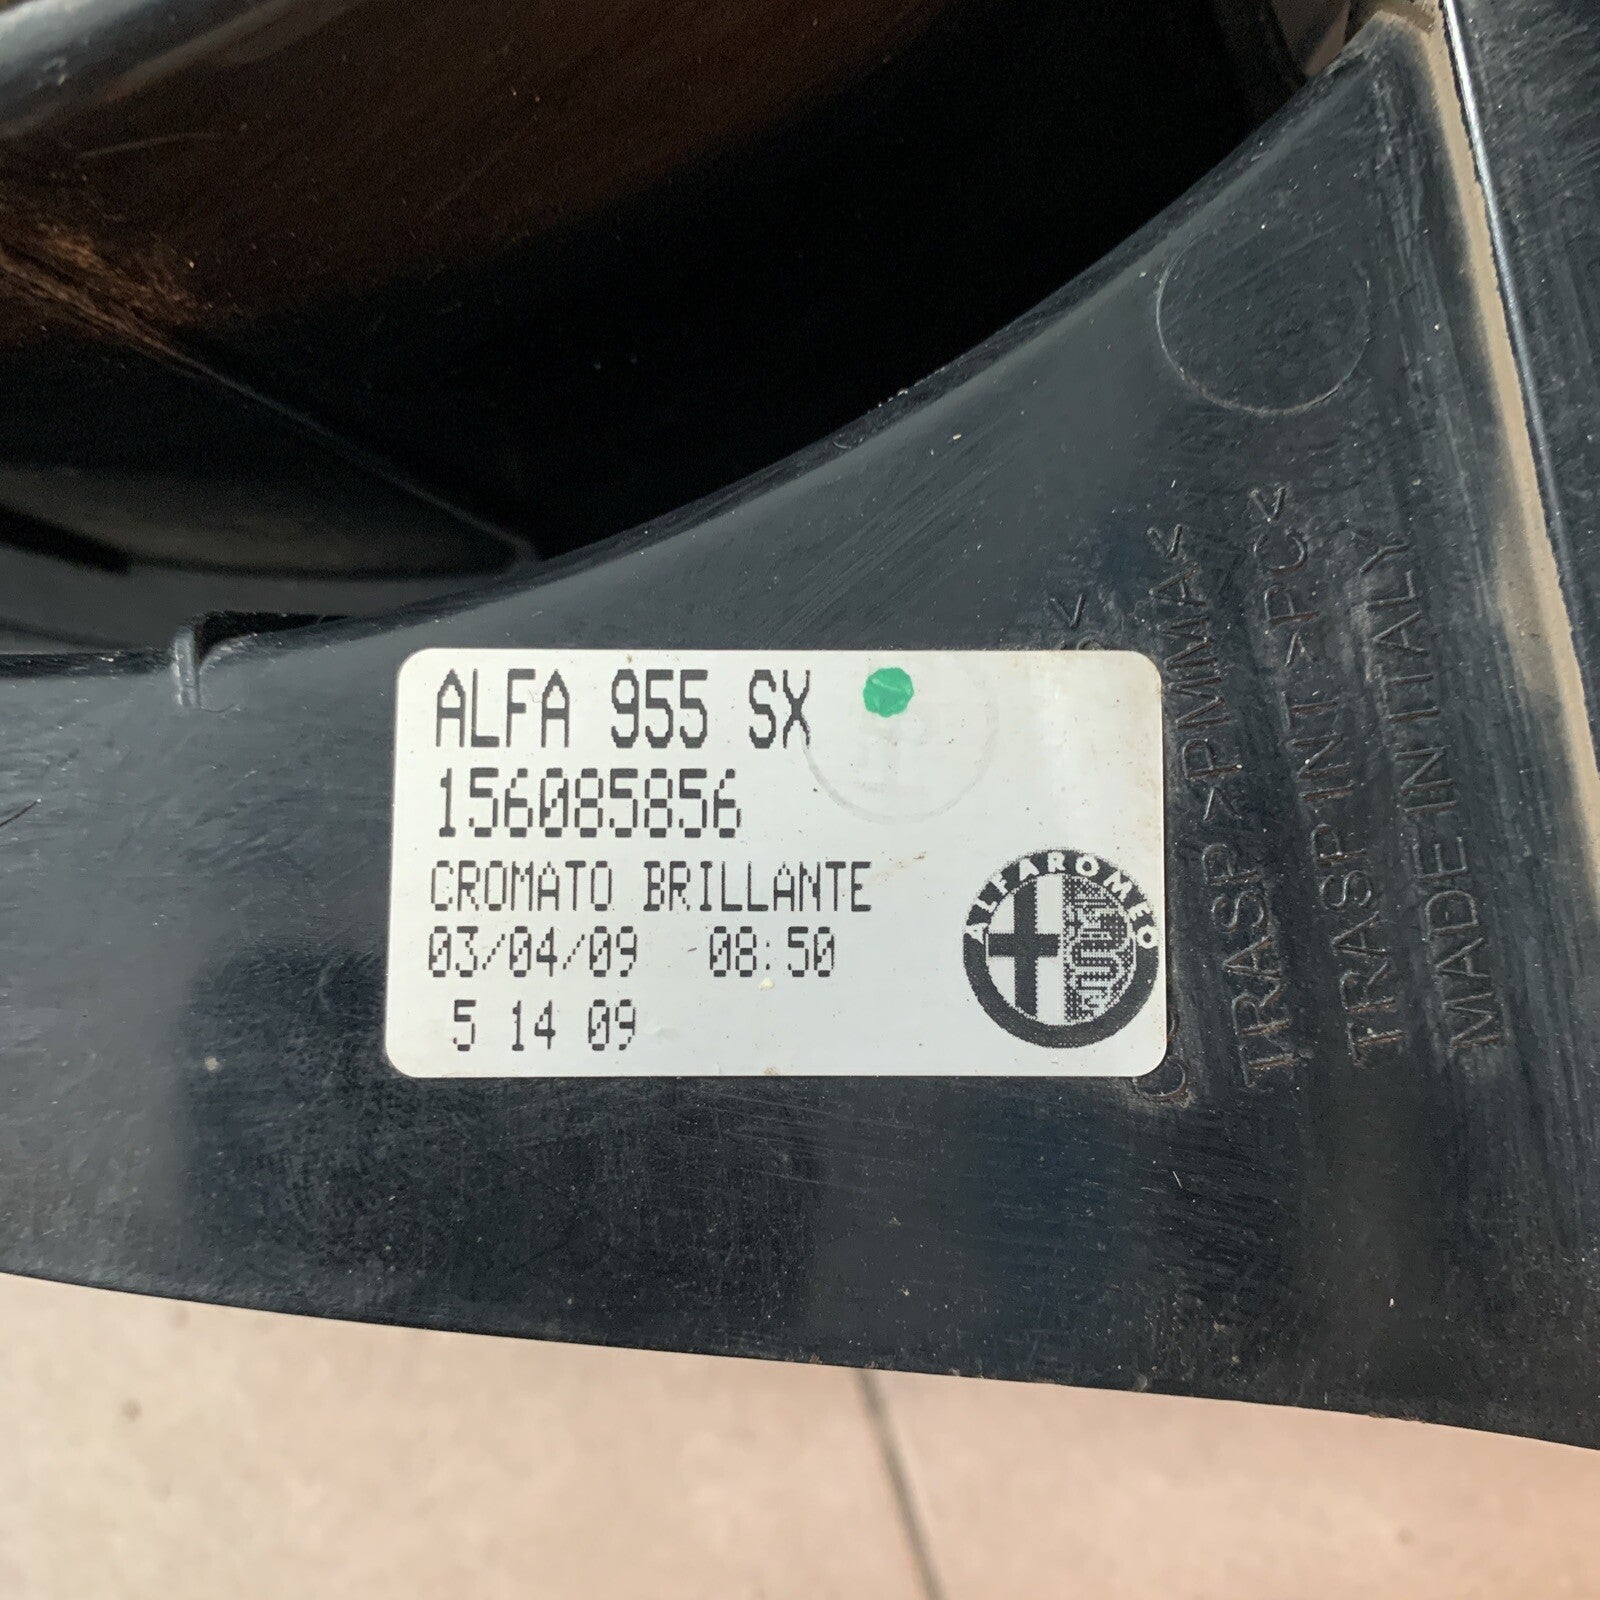 ALFA 955 SX
156085856
CROMATO BRILLANTE
03/04/09 08:50
5 14 09
ALFA ROMEO
TRASP >PMMA<
TRASP INT >PC<
MADE IN ITALY